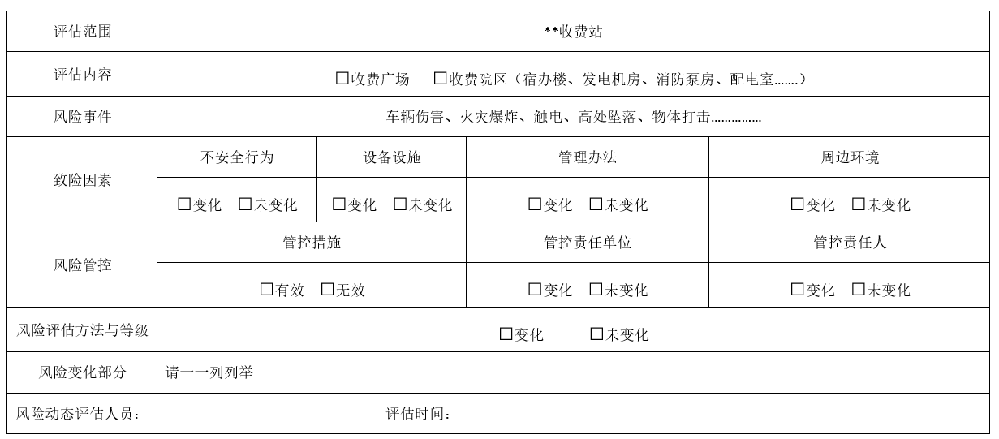 评估范围 **收费站
评估内容 □收费广场 □收费院区（宿办楼、发电机房、消防泵房、配电室.......）
风险事件 车辆伤害、火灾爆炸、触电、高处坠落、物体打击...............
致险因素 不安全行为 设备设施 管理办法 周边环境
□变化 □未变化 □变化 □未变化 □变化 □未变化 □变化 □未变化
风险管控 管控措施 管控责任单位 管控责任人
□有效 □无效 □变化 □未变化 □变化 □未变化
风险评估方法与等级 □变化 □未变化
风险变化部分 请一一列列举
风险动态评估人员： 评估时间：